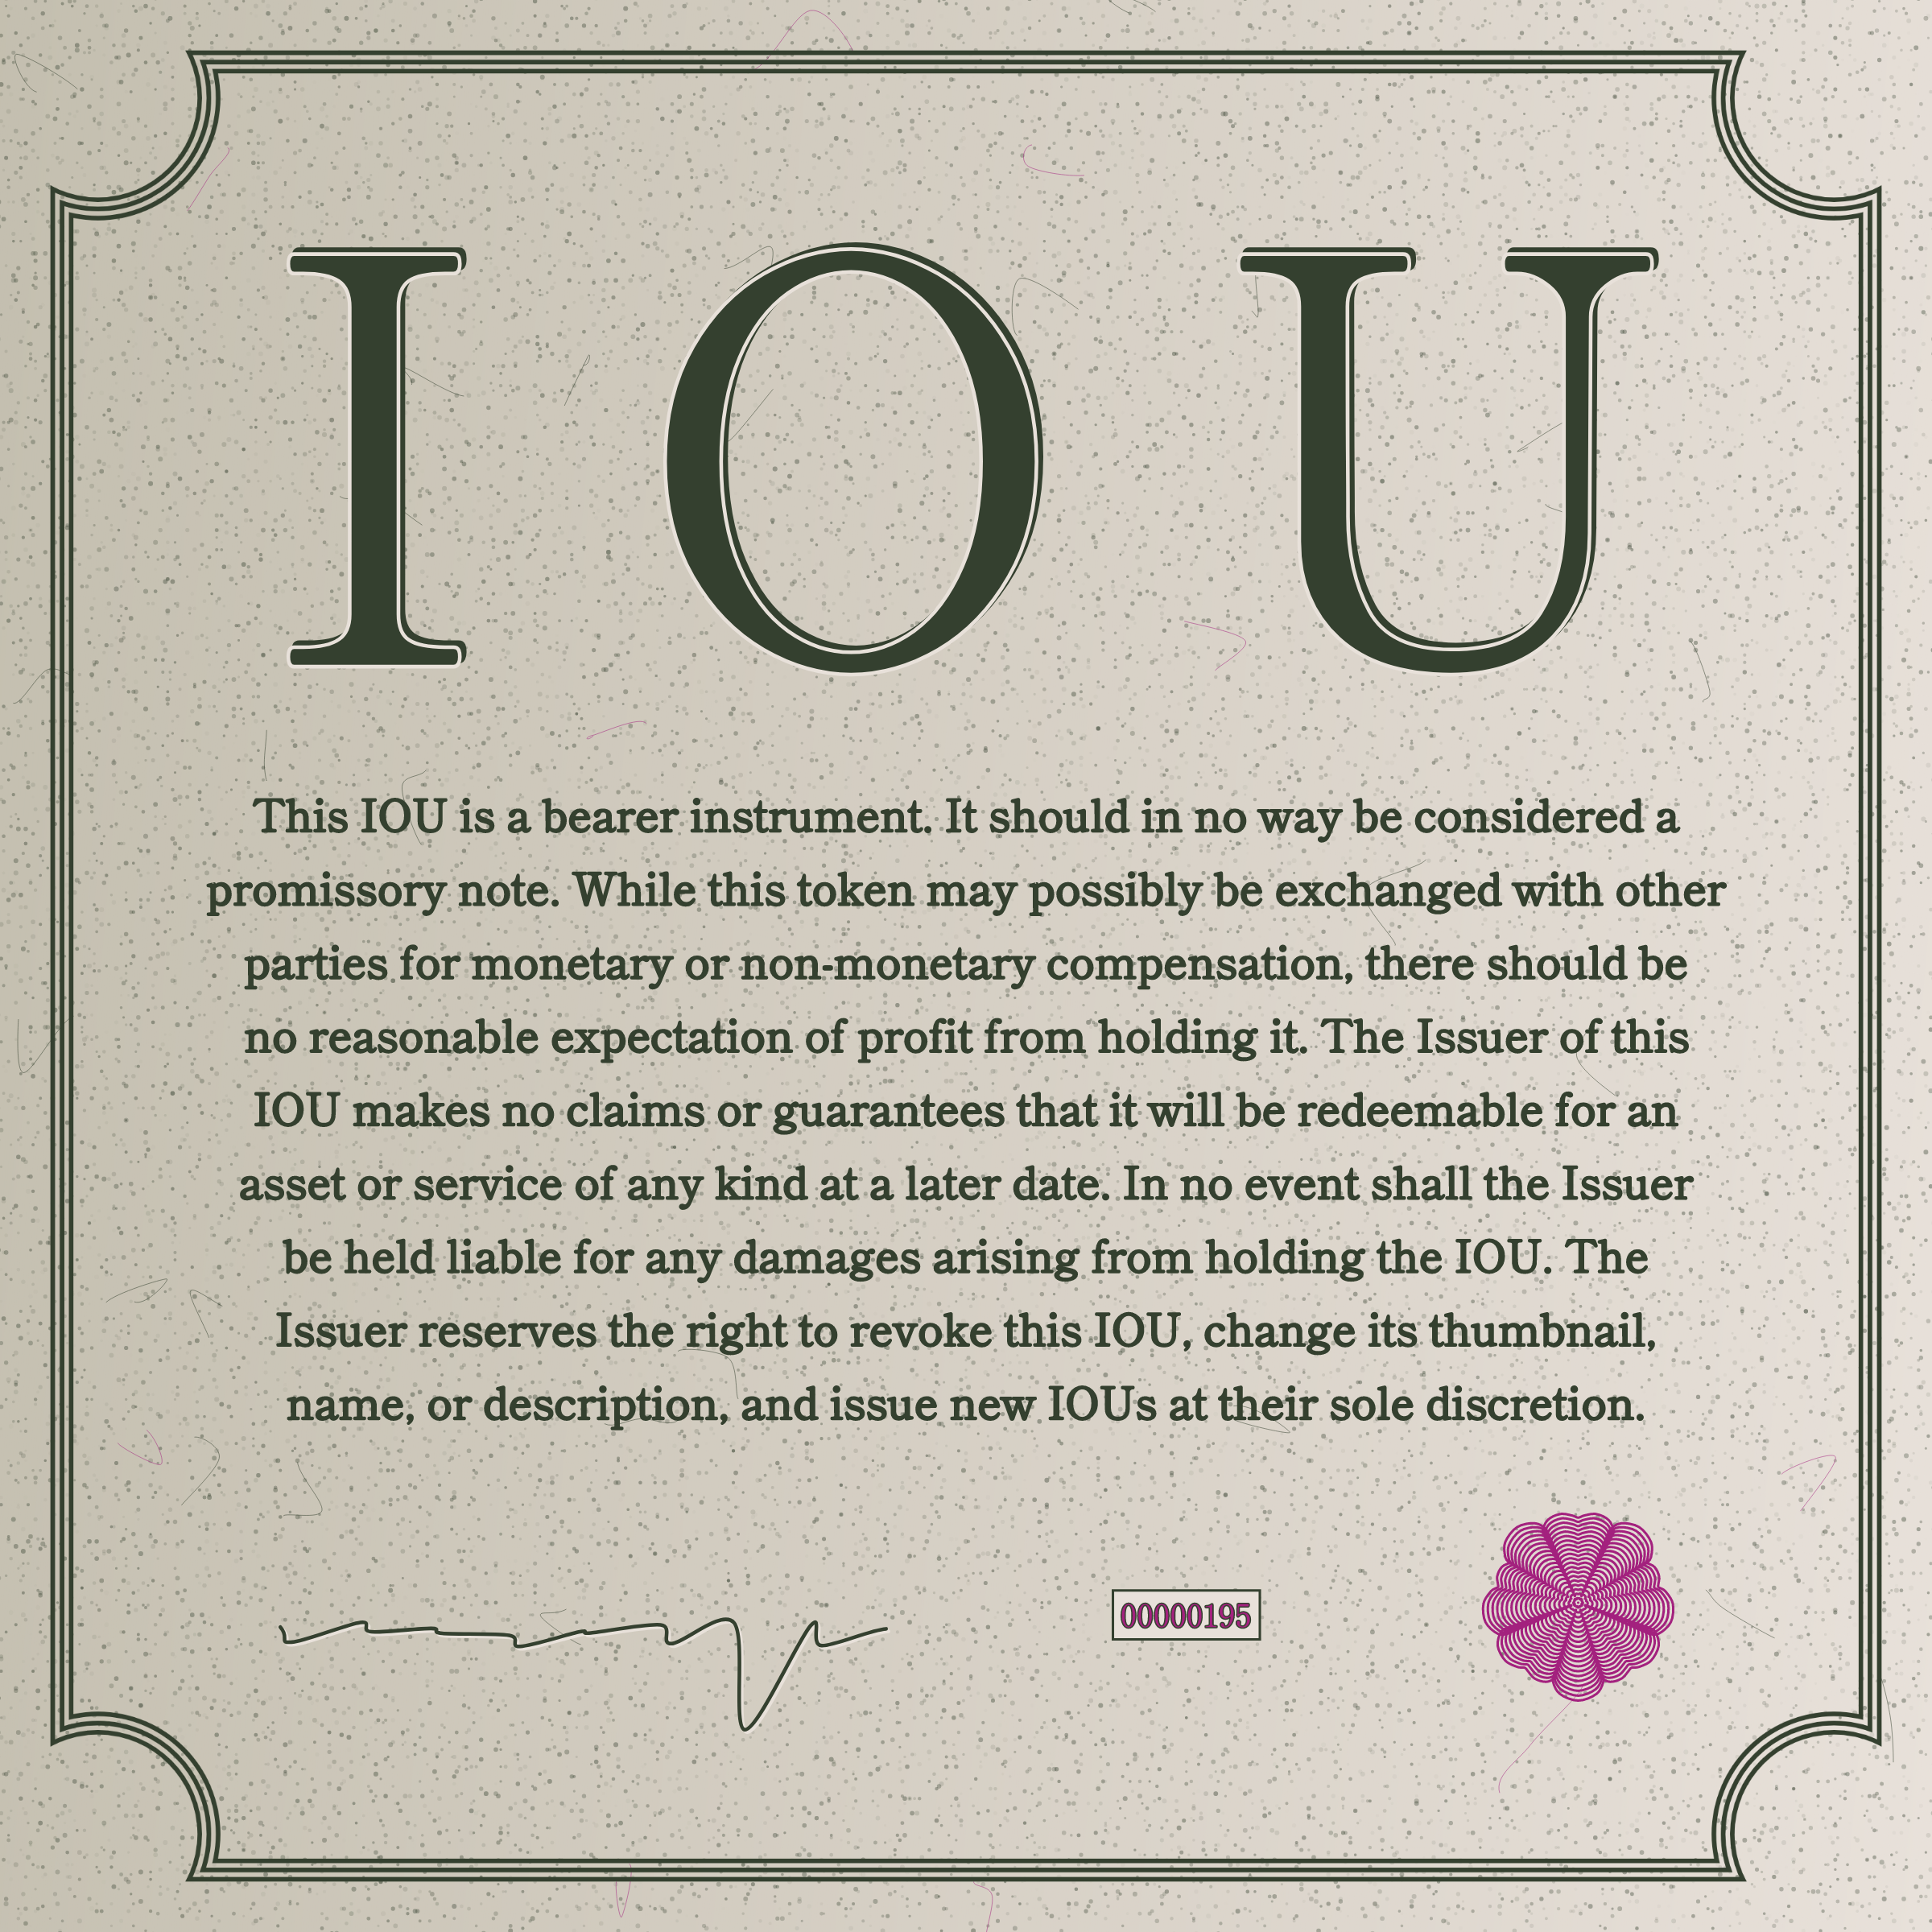 I O U
This IOU is a bearer instrument. It should in no way be considered a
promissory note. While this token may possibly be exchanged with other
parties for monetary or non-monetary compensation, there should be
no reasonable expectation of profit from holding it. The Issuer of this
IOU makes no claims or guarantees that it will be redeemable for an
asset or service of any kind at a later date. In no event shall the Issuer
be held liable for any damages arising from holding the IOU. The
Issuer reserves the right to revoke this IOU, change its thumbnail,
name, or description, and issue new IOUs at their sole discretion.
00000195